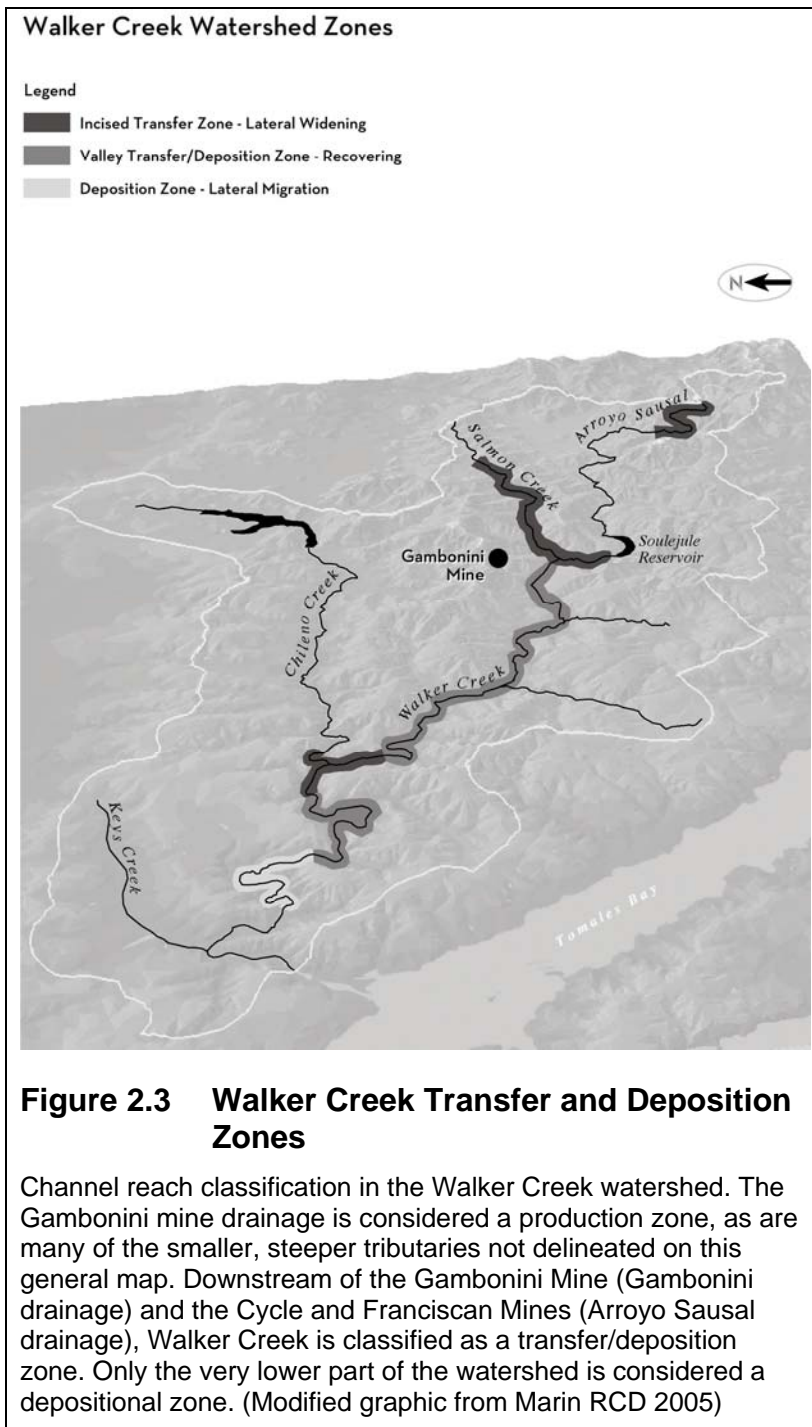 Walker Creek Watershed Zones
Legend
Incised Transfer Zone - Lateral Widening
Valley Transfer/Deposition Zone - Recovering
Deposition Zone - Lateral Migration
N
Arroyo Sausal
Salmon Creek
Soulejule
Reservoir
Gambonini
Mine
Chileno Creek
Walker Creek
Keys Creek
Tomales Bay
Figure 2.3 Walker Creek Transfer and Deposition
Zones
Channel reach classification in the Walker Creek watershed. The
Gambonini mine drainage is considered a production zone, as are
many of the smaller, steeper tributaries not delineated on this
general map. Downstream of the Gambonini Mine (Gambonini
drainage) and the Cycle and Franciscan Mines (Arroyo Sausal
drainage), Walker Creek is classified as a transfer/deposition
zone. Only the very lower part of the watershed is considered a
depositional zone. (Modified graphic from Marin RCD 2005)